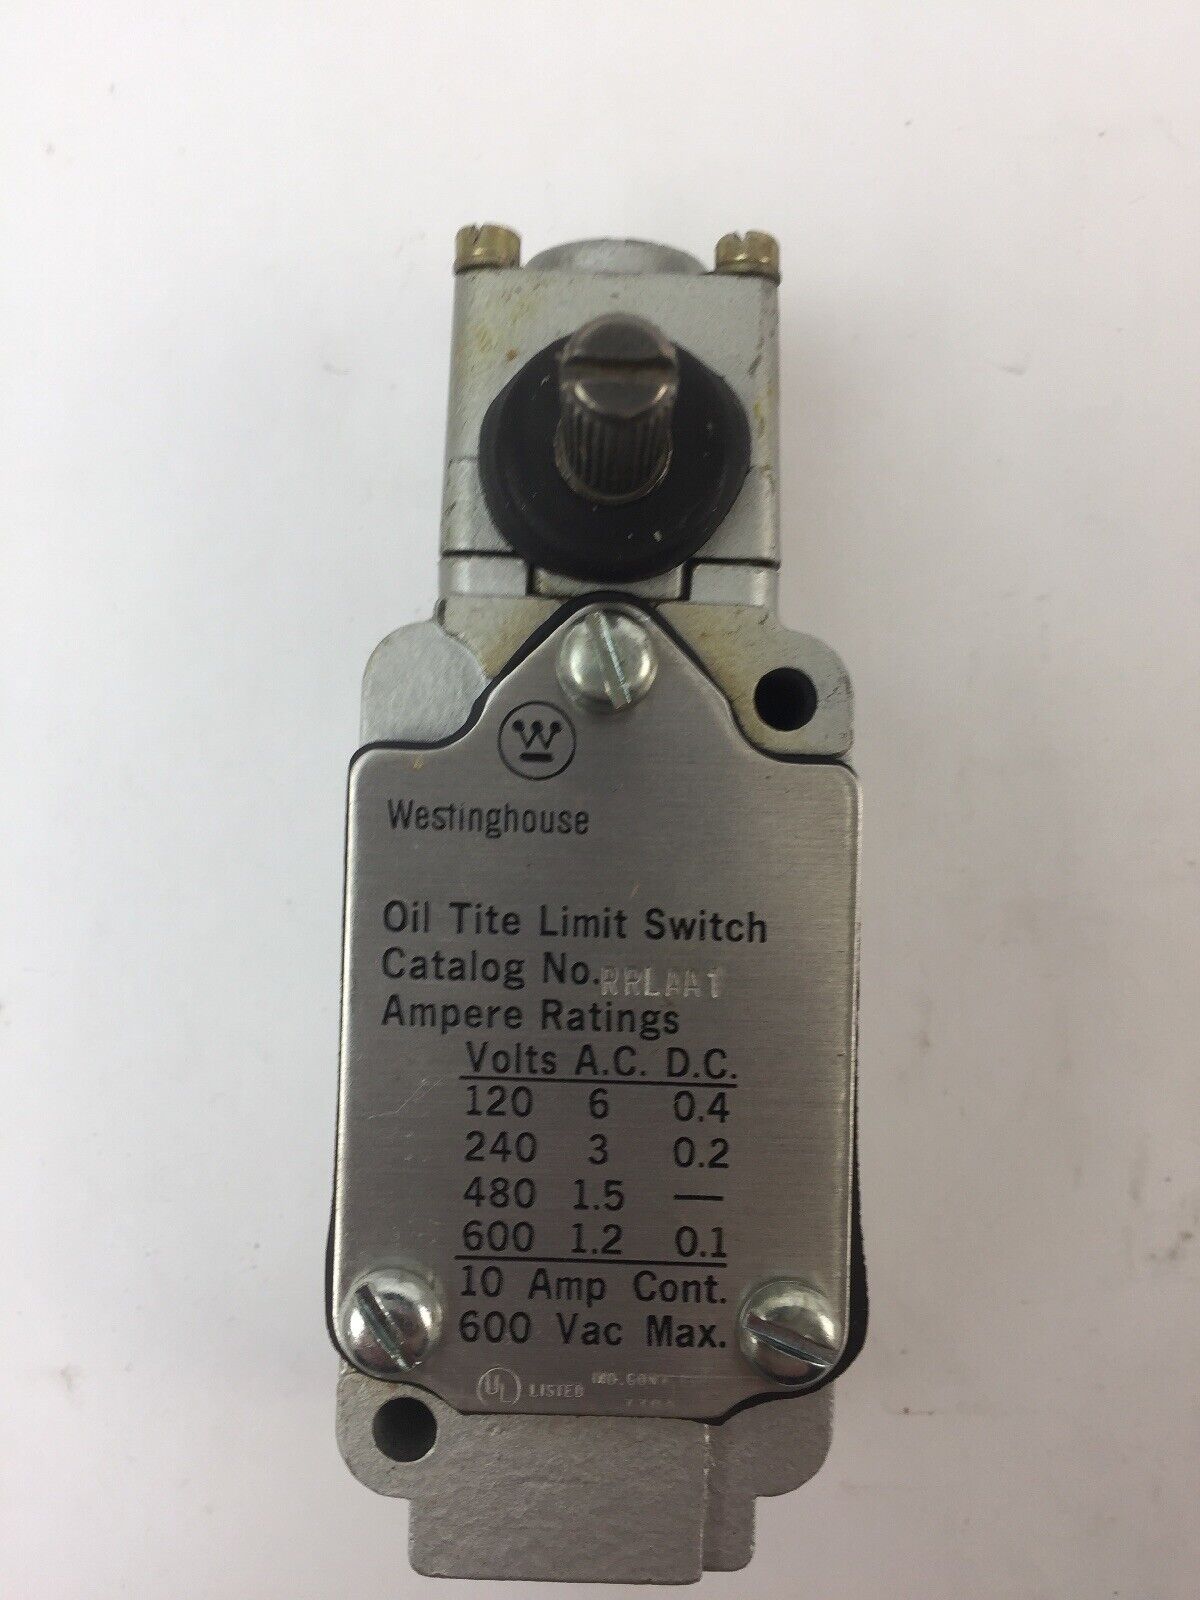 W
Westinghouse
Oil Tite Limit Switch
Catalog No. RRLAA1
Ampere Ratings
Volts A.C. D.C.
120 6 0.4
240 3 0.2
480 1.5 —
600 1.2 0.1
10 Amp Cont.
600 Vac Max.
UL LISTED